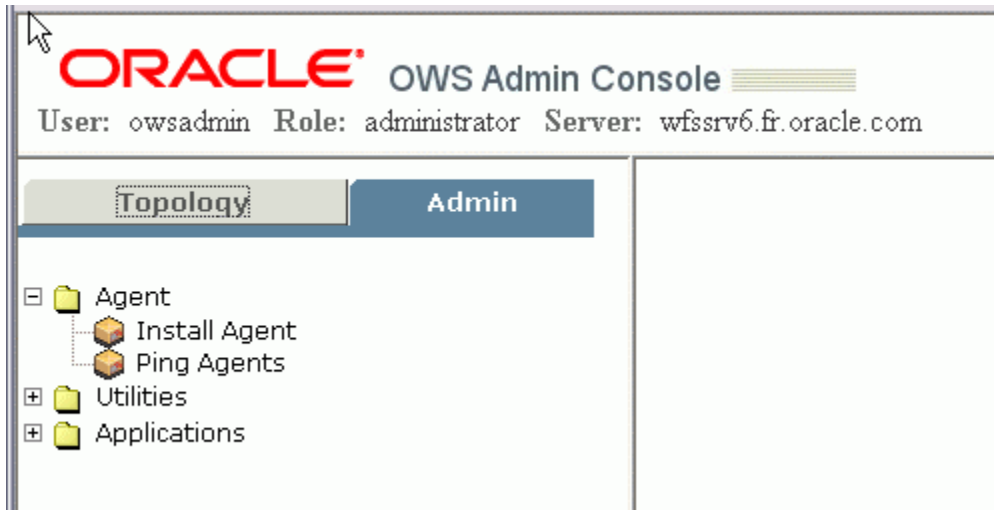 ORACLE OWS Admin Console
User: owsadmin Role: administrator Server: wfssrv6.fr.oracle.com
Topology Admin
Agent
Install Agent
Ping Agents
Utilities
Applications